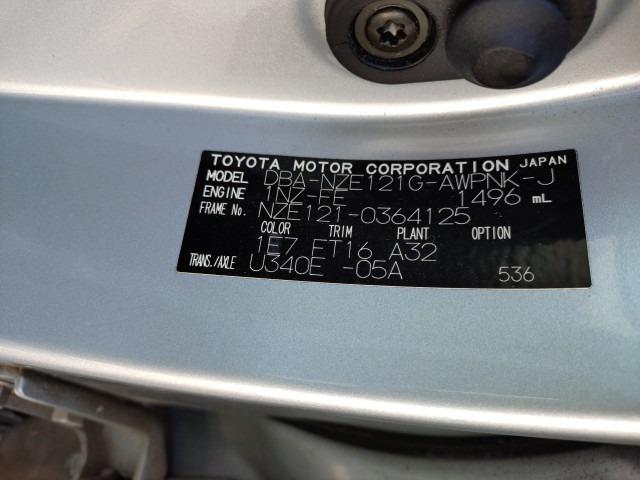 TOYOTA MOTOR CORPORATION JAPAN
MODEL DBA-NZE121G-AWPNK-J
ENGINE 1NZ-FE 1496 mL
FRAME No. NZE121-0364125
COLOR TRIM PLANT OPTION
1E7 FT16 A32
TRANS./AXLE U340E -05A 536